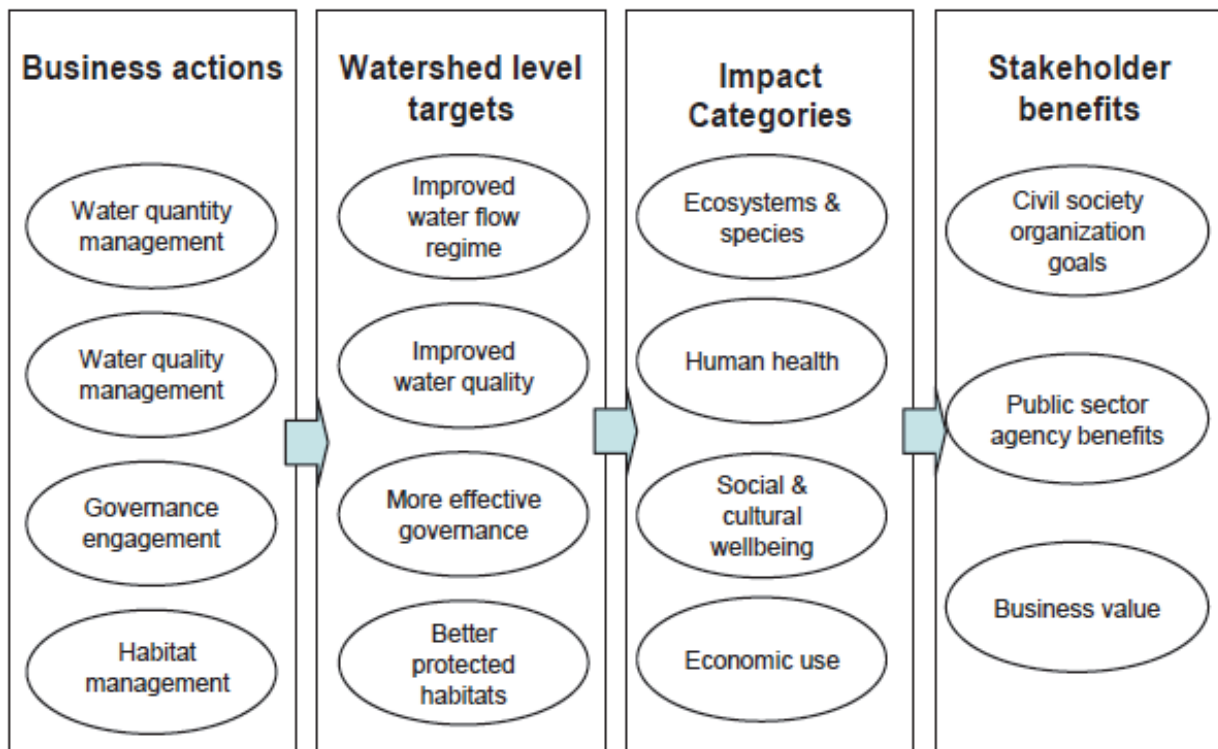 Business actions
Water quantity
management
Water quality
management
Governance
engagement
Habitat
management
Watershed level
targets
Improved
water flow
regime
Improved
water quality
More effective
governance
Better
protected
habitats
Impact
Categories
Ecosystems &
species
Human health
Social &
cultural
wellbeing
Economic use
Stakeholder
benefits
Civil society
organization
goals
Public sector
agency benefits
Business value